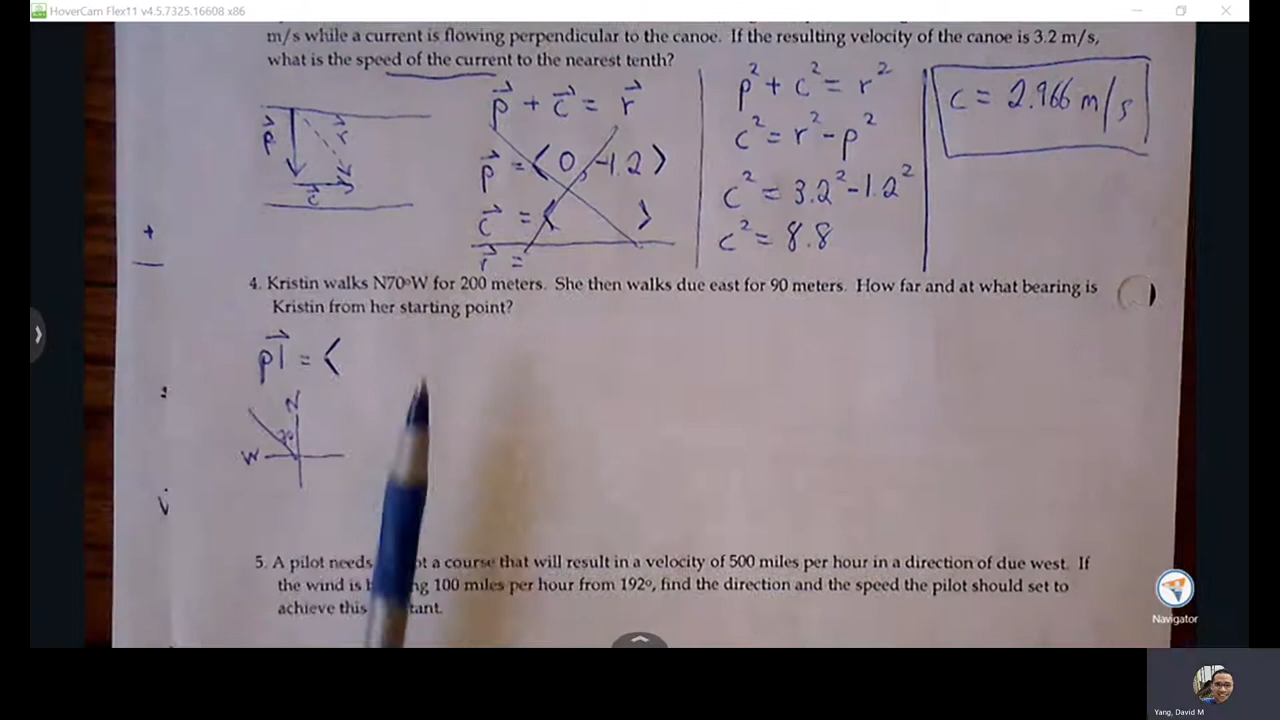 HoverCam Flex11 v4.5.7325.16608 x86
m/s while a current is flowing perpendicular to the canoe. If the resulting velocity of the canoe is 3.2 m/s,
what is the speed of the current to the nearest tenth?
p
r
c
p + c = r
p = < 0, -1.2 >
c = < >
r =
p² + c² = r²
c² = r² - p²
c² = 3.2² - 1.2²
c² = 8.8
c = 2.966 m/s
4. Kristin walks N70°W for 200 meters. She then walks due east for 90 meters. How far and at what bearing is
Kristin from her starting point?
p1 = <
N
W
5. A pilot needs a course that will result in a velocity of 500 miles per hour in a direction of due west. If
the wind is 100 miles per hour from 192°, find the direction and the speed the pilot should set to
achieve this
Navigator
Yang, David M